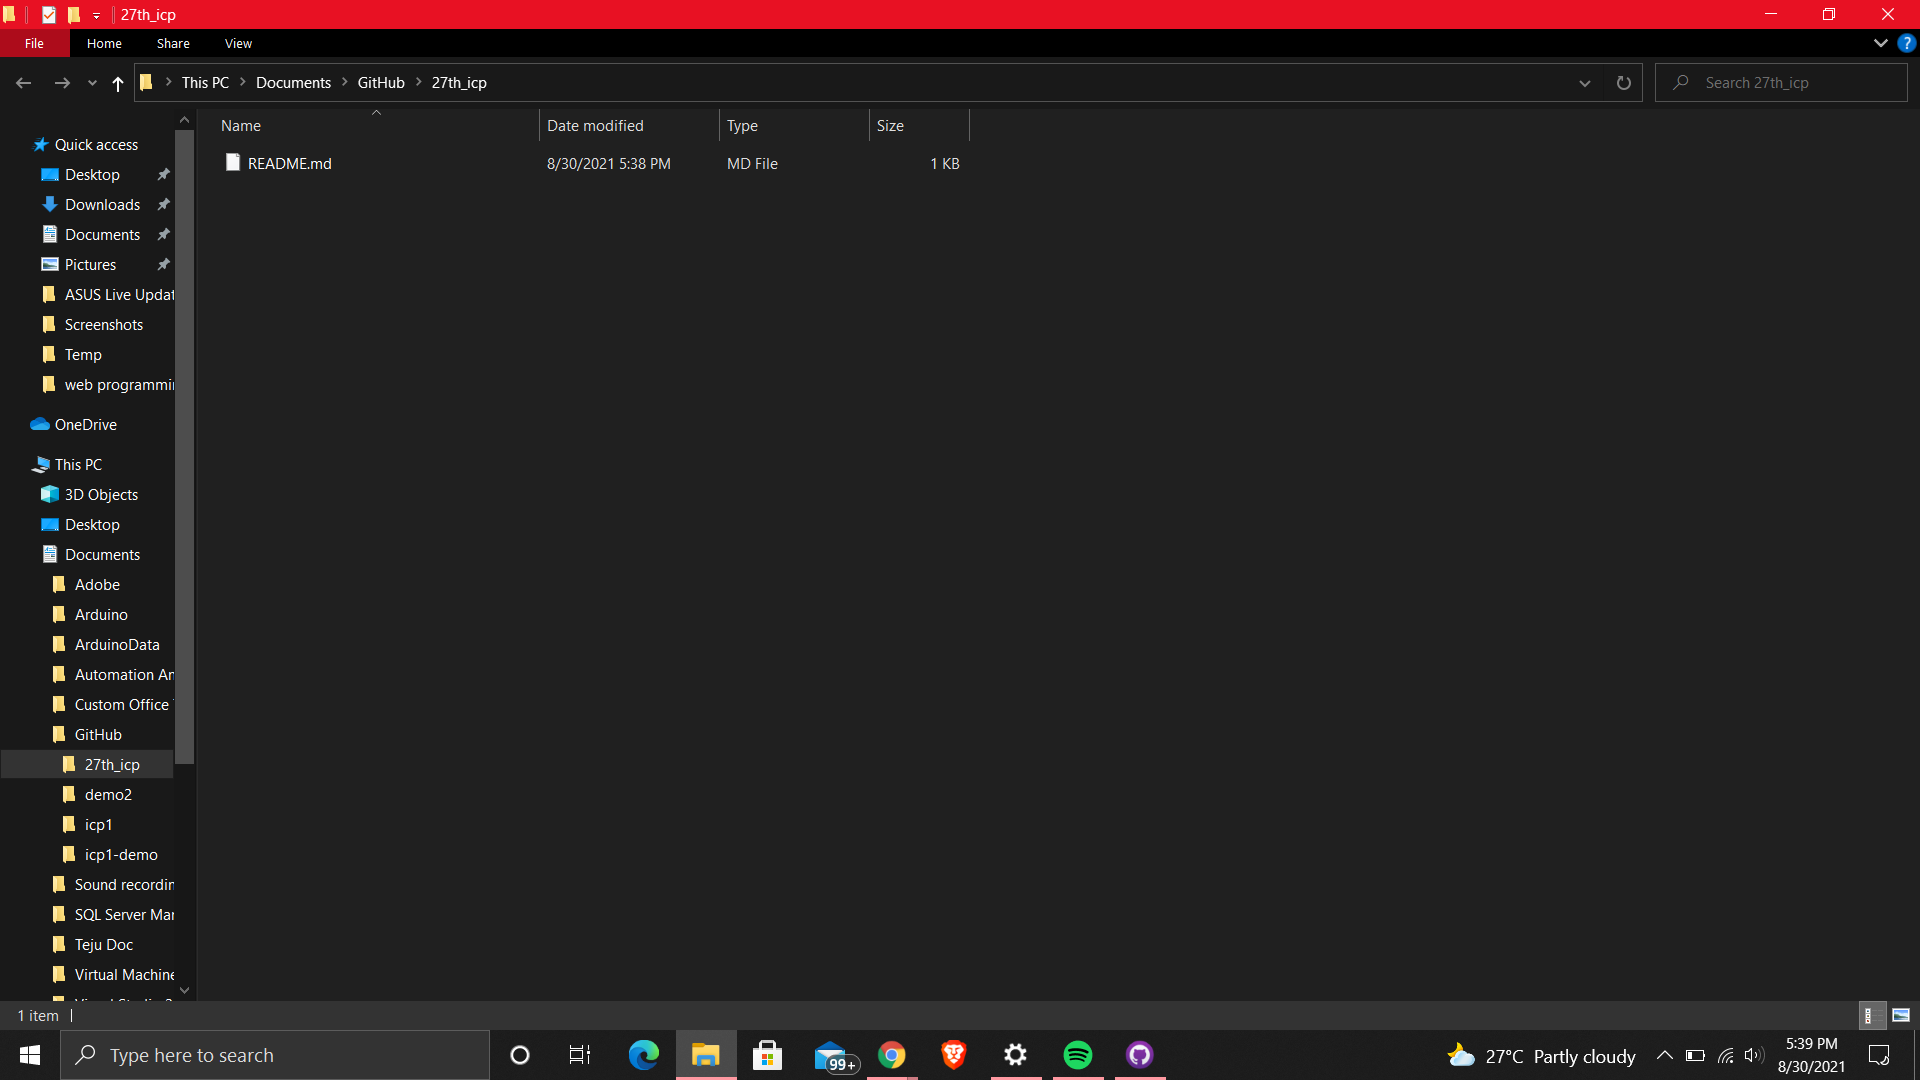 27th_icp
File Home Share View
This PC Documents GitHub 27th_icp
Search 27th_icp
Name Date modified Type Size
README.md 8/30/2021 5:38 PM MD File 1 KB
Quick access
Desktop
Downloads
Documents
Pictures
ASUS Live Updat
Screenshots
Temp
web programmin
OneDrive
This PC
3D Objects
Desktop
Documents
Adobe
Arduino
ArduinoData
Automation An
Custom Office
GitHub
27th_icp
demo2
icp1
icp1-demo
Sound recordin
SQL Server Man
Teju Doc
Virtual Machine
1 item
Type here to search
99+
27°C Partly cloudy
5:39 PM
8/30/2021